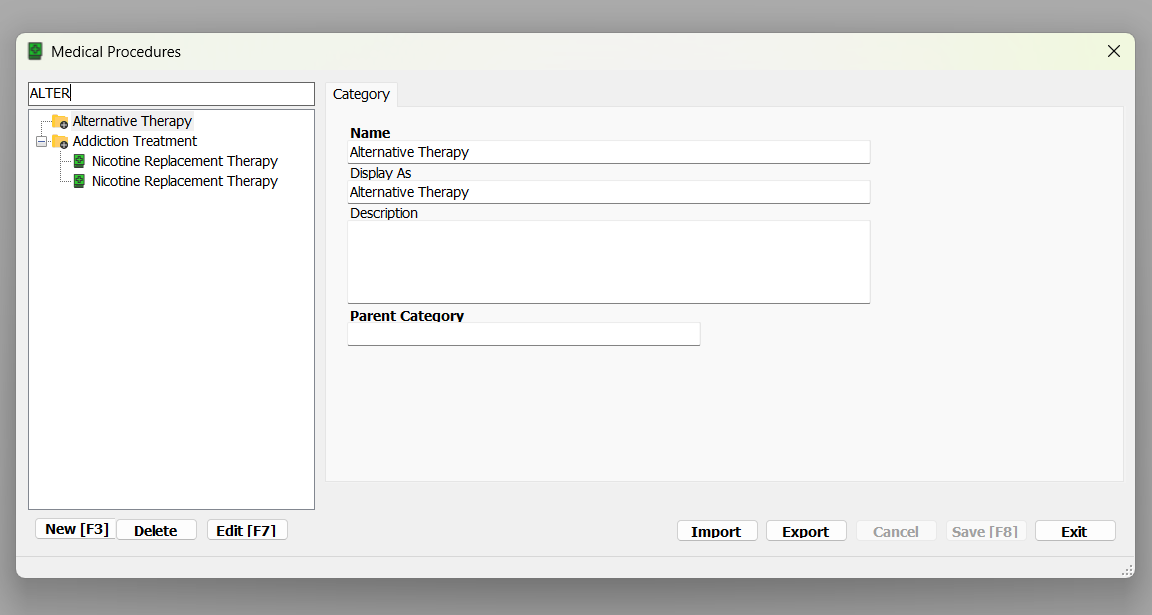 Medical Procedures
ALTER
Alternative Therapy
Addiction Treatment
Nicotine Replacement Therapy
Nicotine Replacement Therapy
Category
Name
Alternative Therapy
Display As
Alternative Therapy
Description
Parent Category
New [F3] Delete Edit [F7] Import Export Cancel Save [F8] Exit